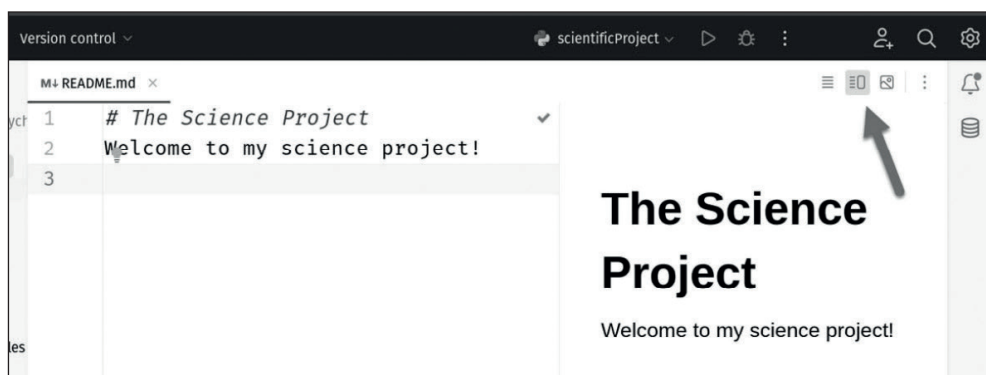 Version control
scientificProject
M↓ README.md
1 # The Science Project
2 Welcome to my science project!
3
The Science
Project
Welcome to my science project!
ych
les